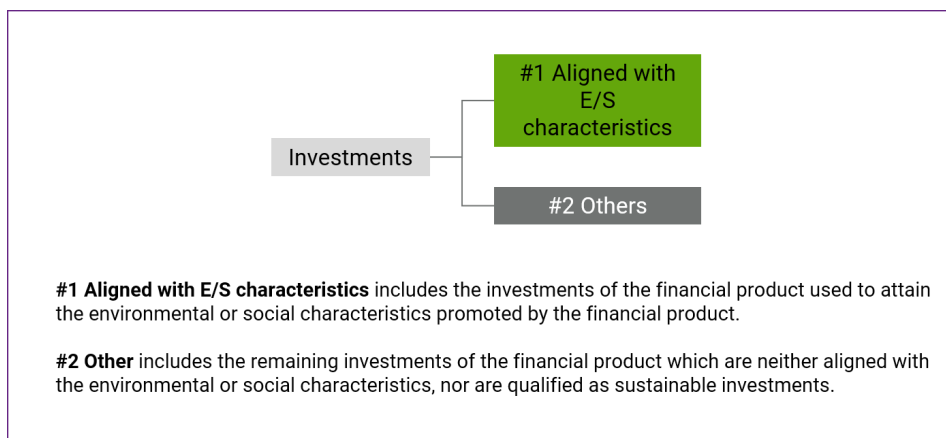 #1 Aligned with
E/S
characteristics
Investments
#2 Others
#1 Aligned with E/S characteristics includes the investments of the financial product used to attain
the environmental or social characteristics promoted by the financial product.
#2 Other includes the remaining investments of the financial product which are neither aligned with
the environmental or social characteristics, nor are qualified as sustainable investments.